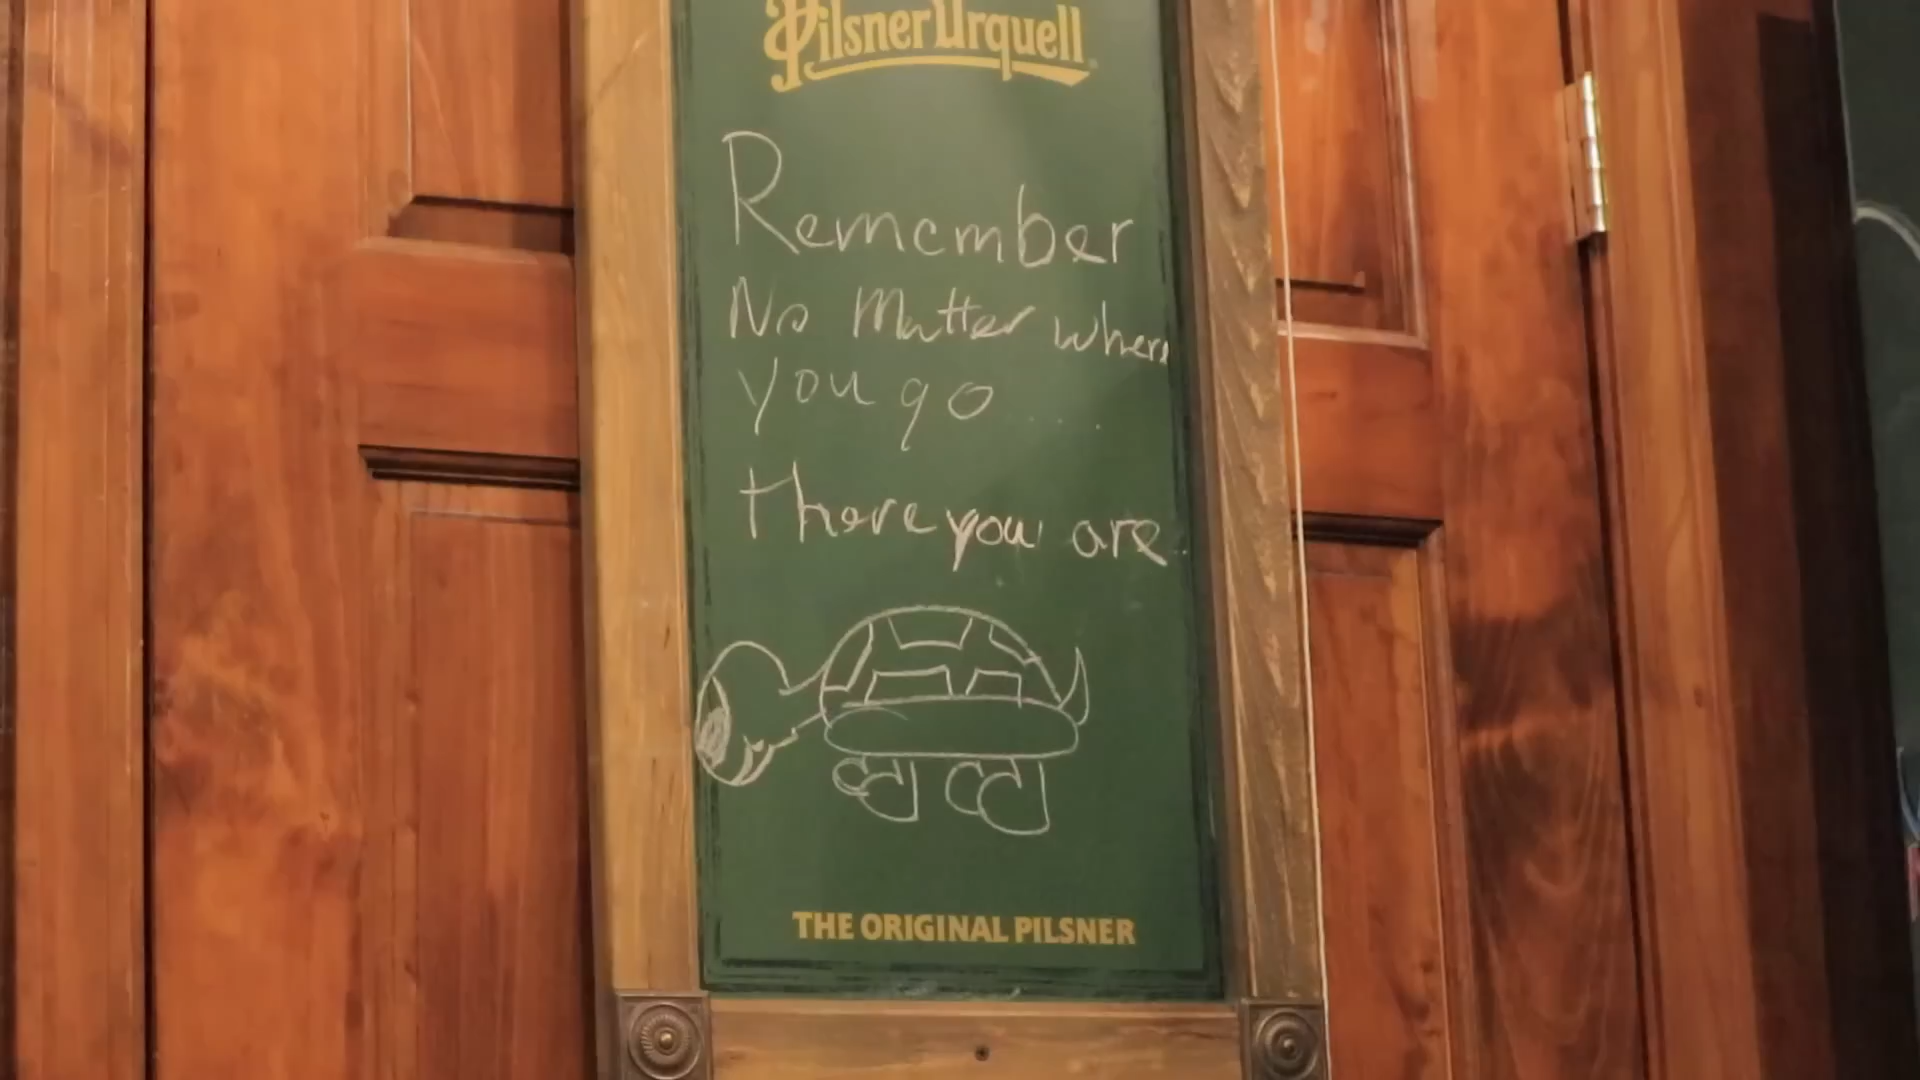 Pilsner Urquell
Remember
No Matter where
you go ....
there you are.
THE ORIGINAL PILSNER